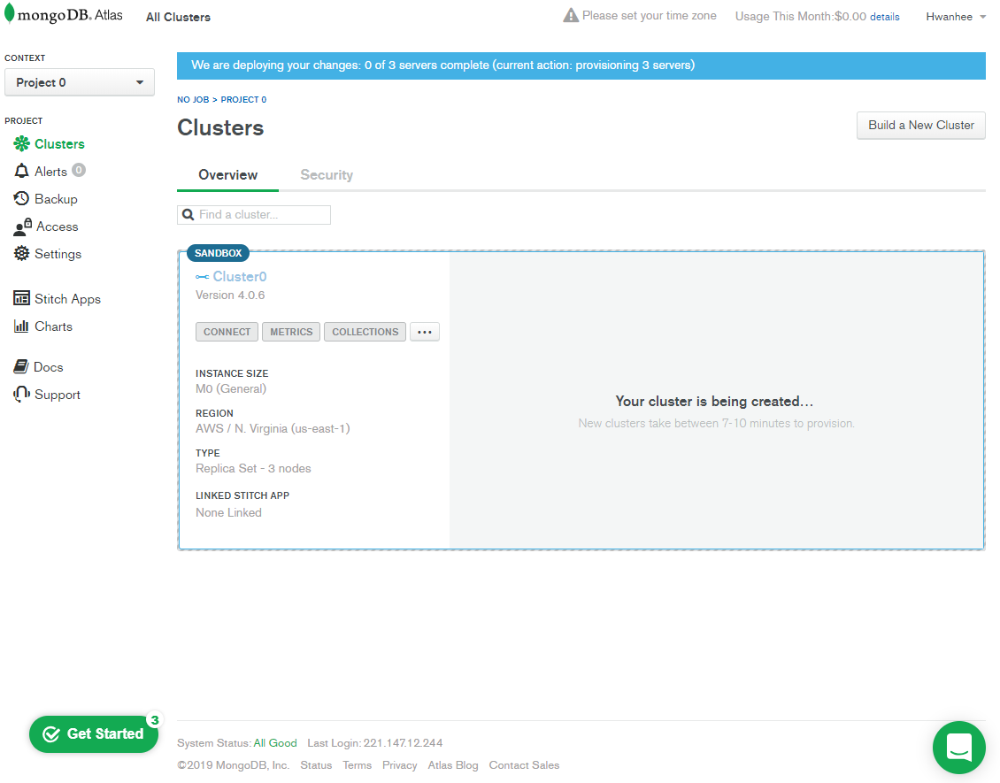 mongoDB. Atlas All Clusters Please set your time zone Usage This Month:$0.00 details Hwanhee
CONTEXT
Project 0
PROJECT
Clusters
Alerts 0
Backup
Access
Settings
Stitch Apps
Charts
Docs
Support
We are deploying your changes: 0 of 3 servers complete (current action: provisioning 3 servers)
NO JOB > PROJECT 0
Clusters
Build a New Cluster
Overview Security
Find a cluster...
SANDBOX
Cluster0
Version 4.0.6
CONNECT METRICS COLLECTIONS ...
INSTANCE SIZE
M0 (General)
REGION
AWS / N. Virginia (us-east-1)
TYPE
Replica Set - 3 nodes
LINKED STITCH APP
None Linked
Your cluster is being created...
New clusters take between 7-10 minutes to provision.
Get Started 3
System Status: All Good Last Login: 221.147.12.244
©2019 MongoDB, Inc. Status Terms Privacy Atlas Blog Contact Sales